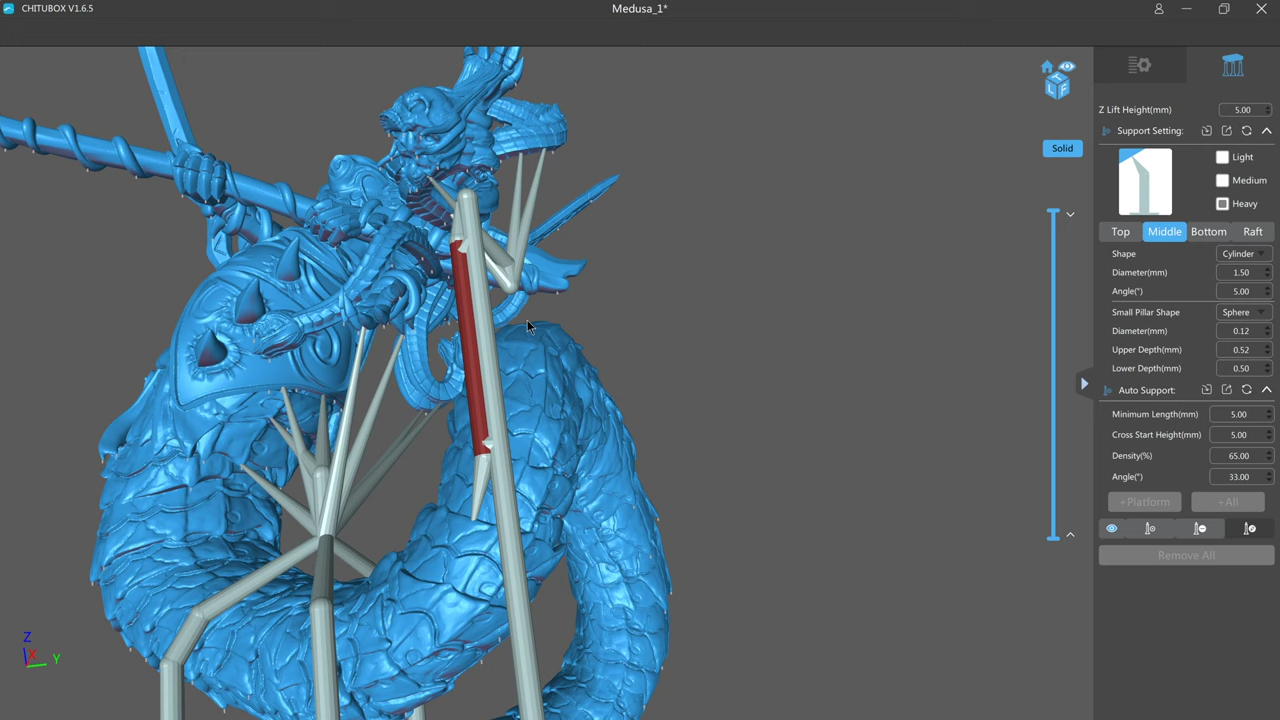 CHITUBOX V1.6.5
Medusa_1*
Z Lift Height(mm) 5.00
Support Setting:
Light
Medium
Heavy
Top Middle Bottom Raft
Shape Cylinder
Diameter(mm) 1.50
Angle(°) 5.00
Small Pillar Shape Sphere
Diameter(mm) 0.12
Upper Depth(mm) 0.52
Lower Depth(mm) 0.50
Auto Support:
Minimum Length(mm) 5.00
Cross Start Height(mm) 5.00
Density(%) 65.00
Angle(°) 33.00
+Platform +All
Remove All
T
L F
Solid
Z
X Y